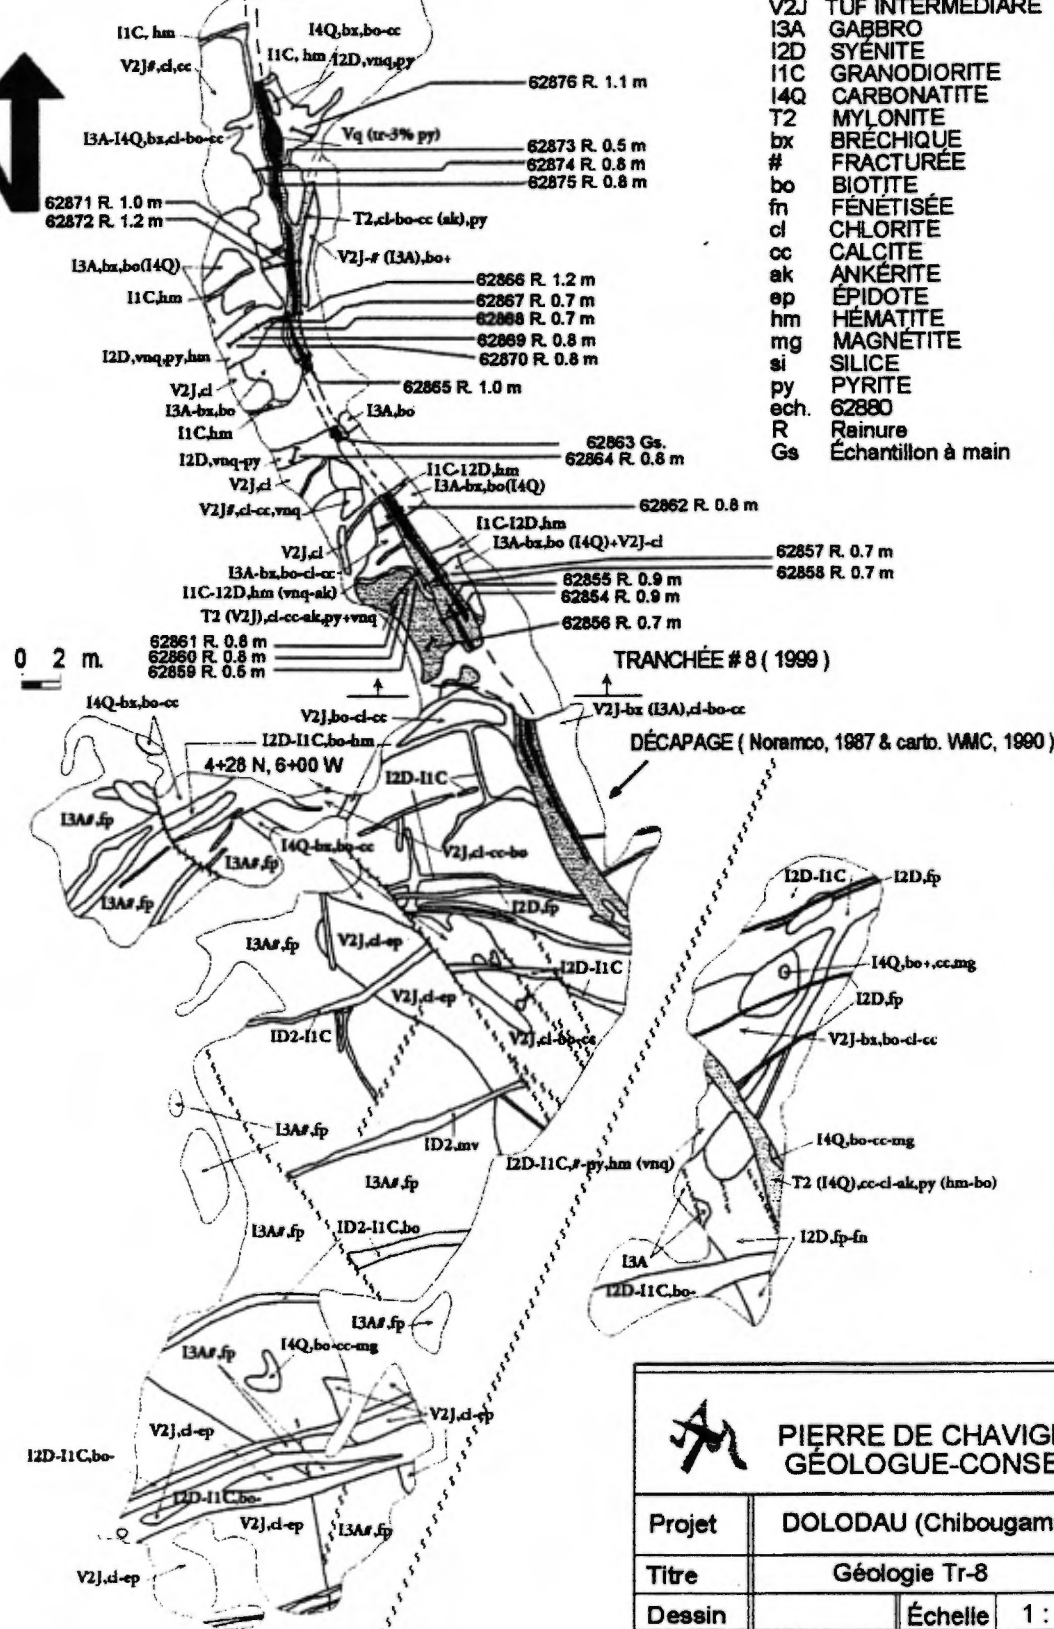 V2J TUF INTERMÉDIARE
I3A GABBRO
I2D SYÉNITE
I1C GRANODIORITE
I4Q CARBONATITE
T2 MYLONITE
bx BRÉCHIQUE
# FRACTURÉE
bo BIOTITE
fn FÉNÉTISÉE
cl CHLORITE
cc CALCITE
ak ANKÉRITE
ep ÉPIDOTE
hm HÉMATITE
mg MAGNÉTITE
si SILICE
py PYRITE
ech. 62880
R Rainure
Gs Échantillon à main
I1C, hm
I4Q,bx,bo-cc
V2J#,cl,cc
I1C, hm
I2D,vnq,py
62876 R. 1.1 m
I3A-I4Q,bx,cl-bo-cc
Vq (tr-3% py)
62873 R. 0.5 m
62874 R. 0.8 m
62875 R. 0.8 m
62871 R. 1.0 m
62872 R. 1.2 m
T2,cl-bo-cc (ak),py
V2J-# (I3A),bo+
I3A,bx,bo(I4Q)
I1C,hm
62866 R. 1.2 m
62867 R. 0.7 m
62868 R. 0.7 m
62869 R. 0.8 m
62870 R. 0.8 m
I2D,vnq,py,hm
V2J,cl
62865 R. 1.0 m
I3A-bx,bo
I3A,bo
I1C,hm
62863 Gs.
62864 R. 0.8 m
I2D,vnq-py
I1C-12D,hm
V2J,cl
I3A-bx,bo(I4Q)
V2J#,cl-cc,vnq
62862 R. 0.8 m
I1C-I2D,hm
V2J,cl
I3A-bx,bo (I4Q)+V2J-cl
62857 R. 0.7 m
62858 R. 0.7 m
I3A-bx,bo-cl-cc
62855 R. 0.9 m
62854 R. 0.9 m
I1C-12D,hm (vnq-ak)
T2 (V2J),cl-cc-ak,py+vnq
62856 R. 0.7 m
62861 R. 0.8 m
62860 R. 0.8 m
62859 R. 0.5 m
0 2 m.
TRANCHÉE # 8 ( 1999 )
I4Q-bx,bo-cc
V2J,bo-cl-cc
V2J-bx (I3A),cl-bo-cc
I2D-I1C,bo-hm
DÉCAPAGE ( Noramco, 1987 & carto. WMC, 1990 )
4+28 N, 6+00 W
I2D-I1C
I3A#,fp
I3A#,fp
I4Q-bx,bo-cc
V2J,cl-cc-bo
I3A#,fp
I2D-I1C
I2D,fp
I2D,fp
I3A#,fp
V2J,cl-ep
I2D-I1C
I4Q,bo+,cc,mg
V2J,cl-ep
I2D,fp
ID2-I1C
V2J,cl-bo-cc
V2J-bx,bo-cl-cc
I3A#,fp
ID2,mv
I4Q,bo-cc-mg
I2D-I1C,#-py,hm (vnq)
I3A#,fp
T2 (I4Q),cc-cl-ak,py (hm-bo)
I3A#,fp
ID2-I1C,bo
I2D,fp-fn
I3A
I2D-I1C,bo-
I3A#,fp
I4Q,bo-cc-mg
I3A#,fp
V2J,cl-ep
V2J,cl-ep
I2D-I1C,bo-
I2D-I1C,bo-
V2J,cl-ep
I3A#,fp
V2J,cl-ep
PIERRE DE CHAVIG
GÉOLOGUE-CONSE
Projet DOLODAU (Chibougam
Titre Géologie Tr-8
Dessin Échelle 1 :